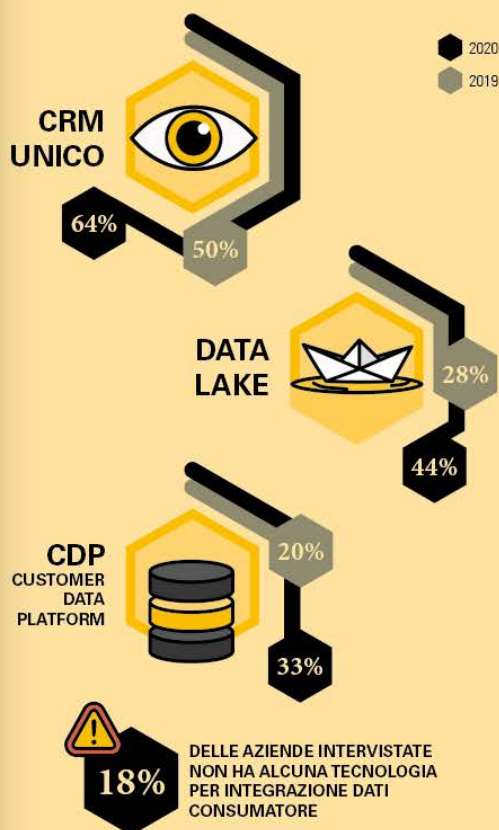 2020
2019
CRM
UNICO
64%
50%
DATA
LAKE
28%
44%
CDP
CUSTOMER
DATA
PLATFORM
20%
33%
18%
DELLE AZIENDE INTERVISTATE
NON HA ALCUNA TECNOLOGIA
PER INTEGRAZIONE DATI
CONSUMATORE